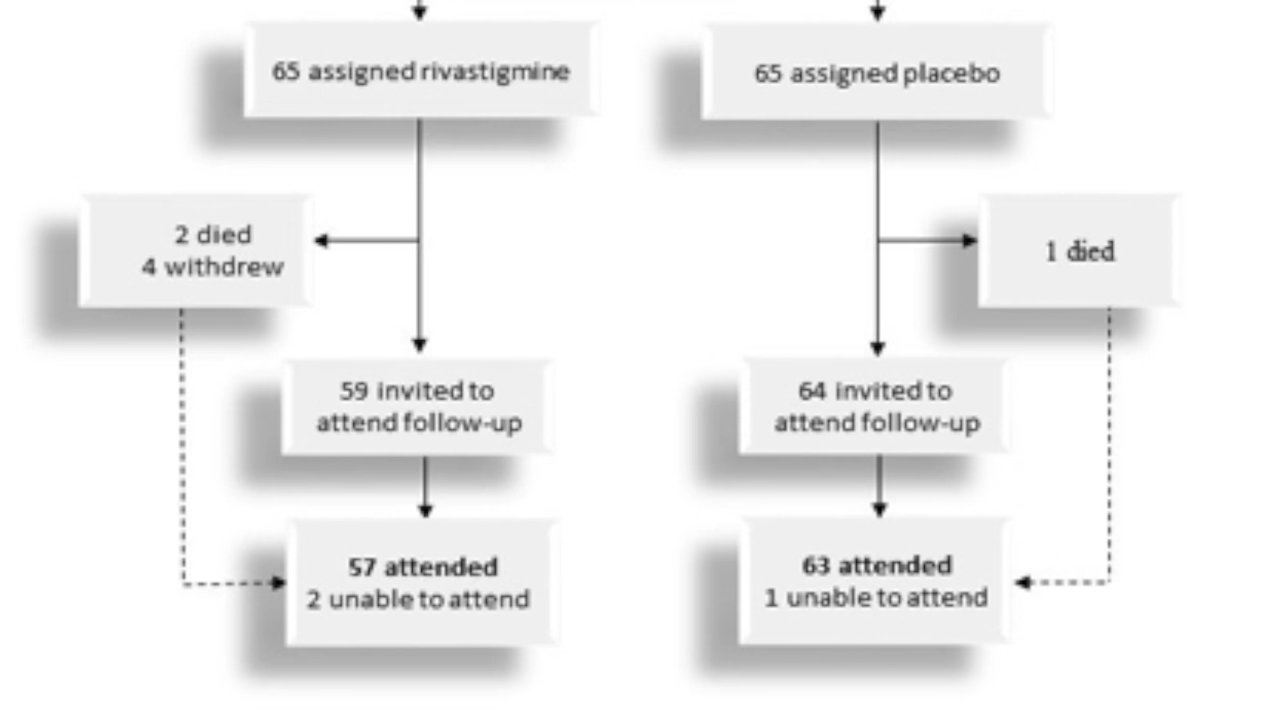 65 assigned rivastigmine
65 assigned placebo
2 died
4 withdrew
1 died
59 invited to
attend follow-up
64 invited to
attend follow-up
57 attended
2 unable to attend
63 attended
1 unable to attend